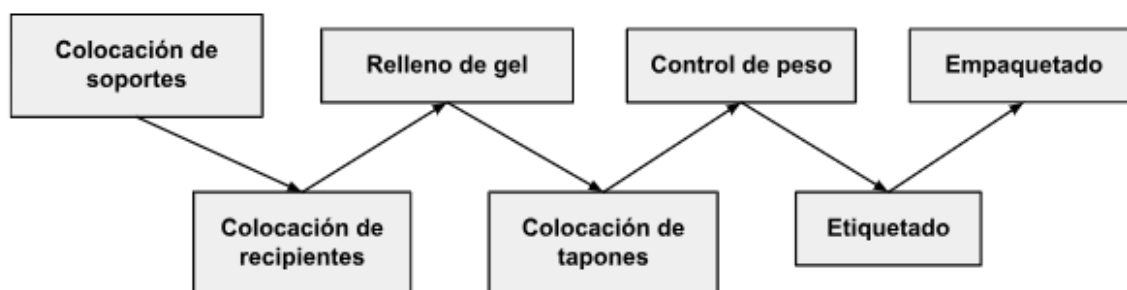 Colocación de
soportes
Relleno de gel
Control de peso
Empaquetado
Colocación de
recipientes
Colocación de
tapones
Etiquetado